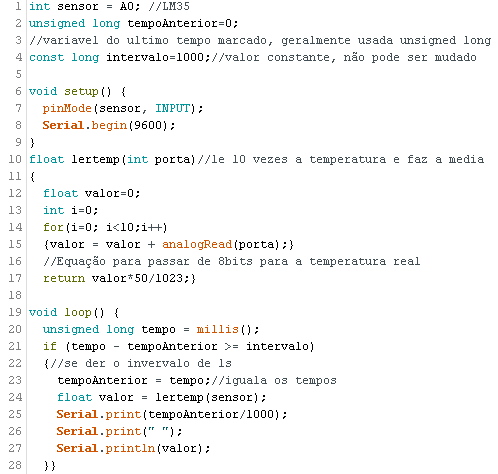 1 int sensor = A0; //LM35
2 unsigned long tempoAnterior=0;
3 //variavel do ultimo tempo marcado, geralmente usada unsigned long
4 const long intervalo=1000;//valor constante, não pode ser mudado
5
6 void setup() {
7 pinMode(sensor, INPUT);
8 Serial.begin(9600);
9 }
10 float lertemp(int porta)//le 10 vezes a temperatura e faz a media
11 {
12 float valor=0;
13 int i=0;
14 for(i=0; i<10;i++)
15 {valor = valor + analogRead(porta);}
16 //Equação para passar de 8bits para a temperatura real
17 return valor*50/1023;}
18
19 void loop() {
20 unsigned long tempo = millis();
21 if (tempo - tempoAnterior >= intervalo)
22 {//se der o invervalo de 1s
23 tempoAnterior = tempo;//iguala os tempos
24 float valor = lertemp(sensor);
25 Serial.print(tempoAnterior/1000);
26 Serial.print(" ");
27 Serial.println(valor);
28 }}